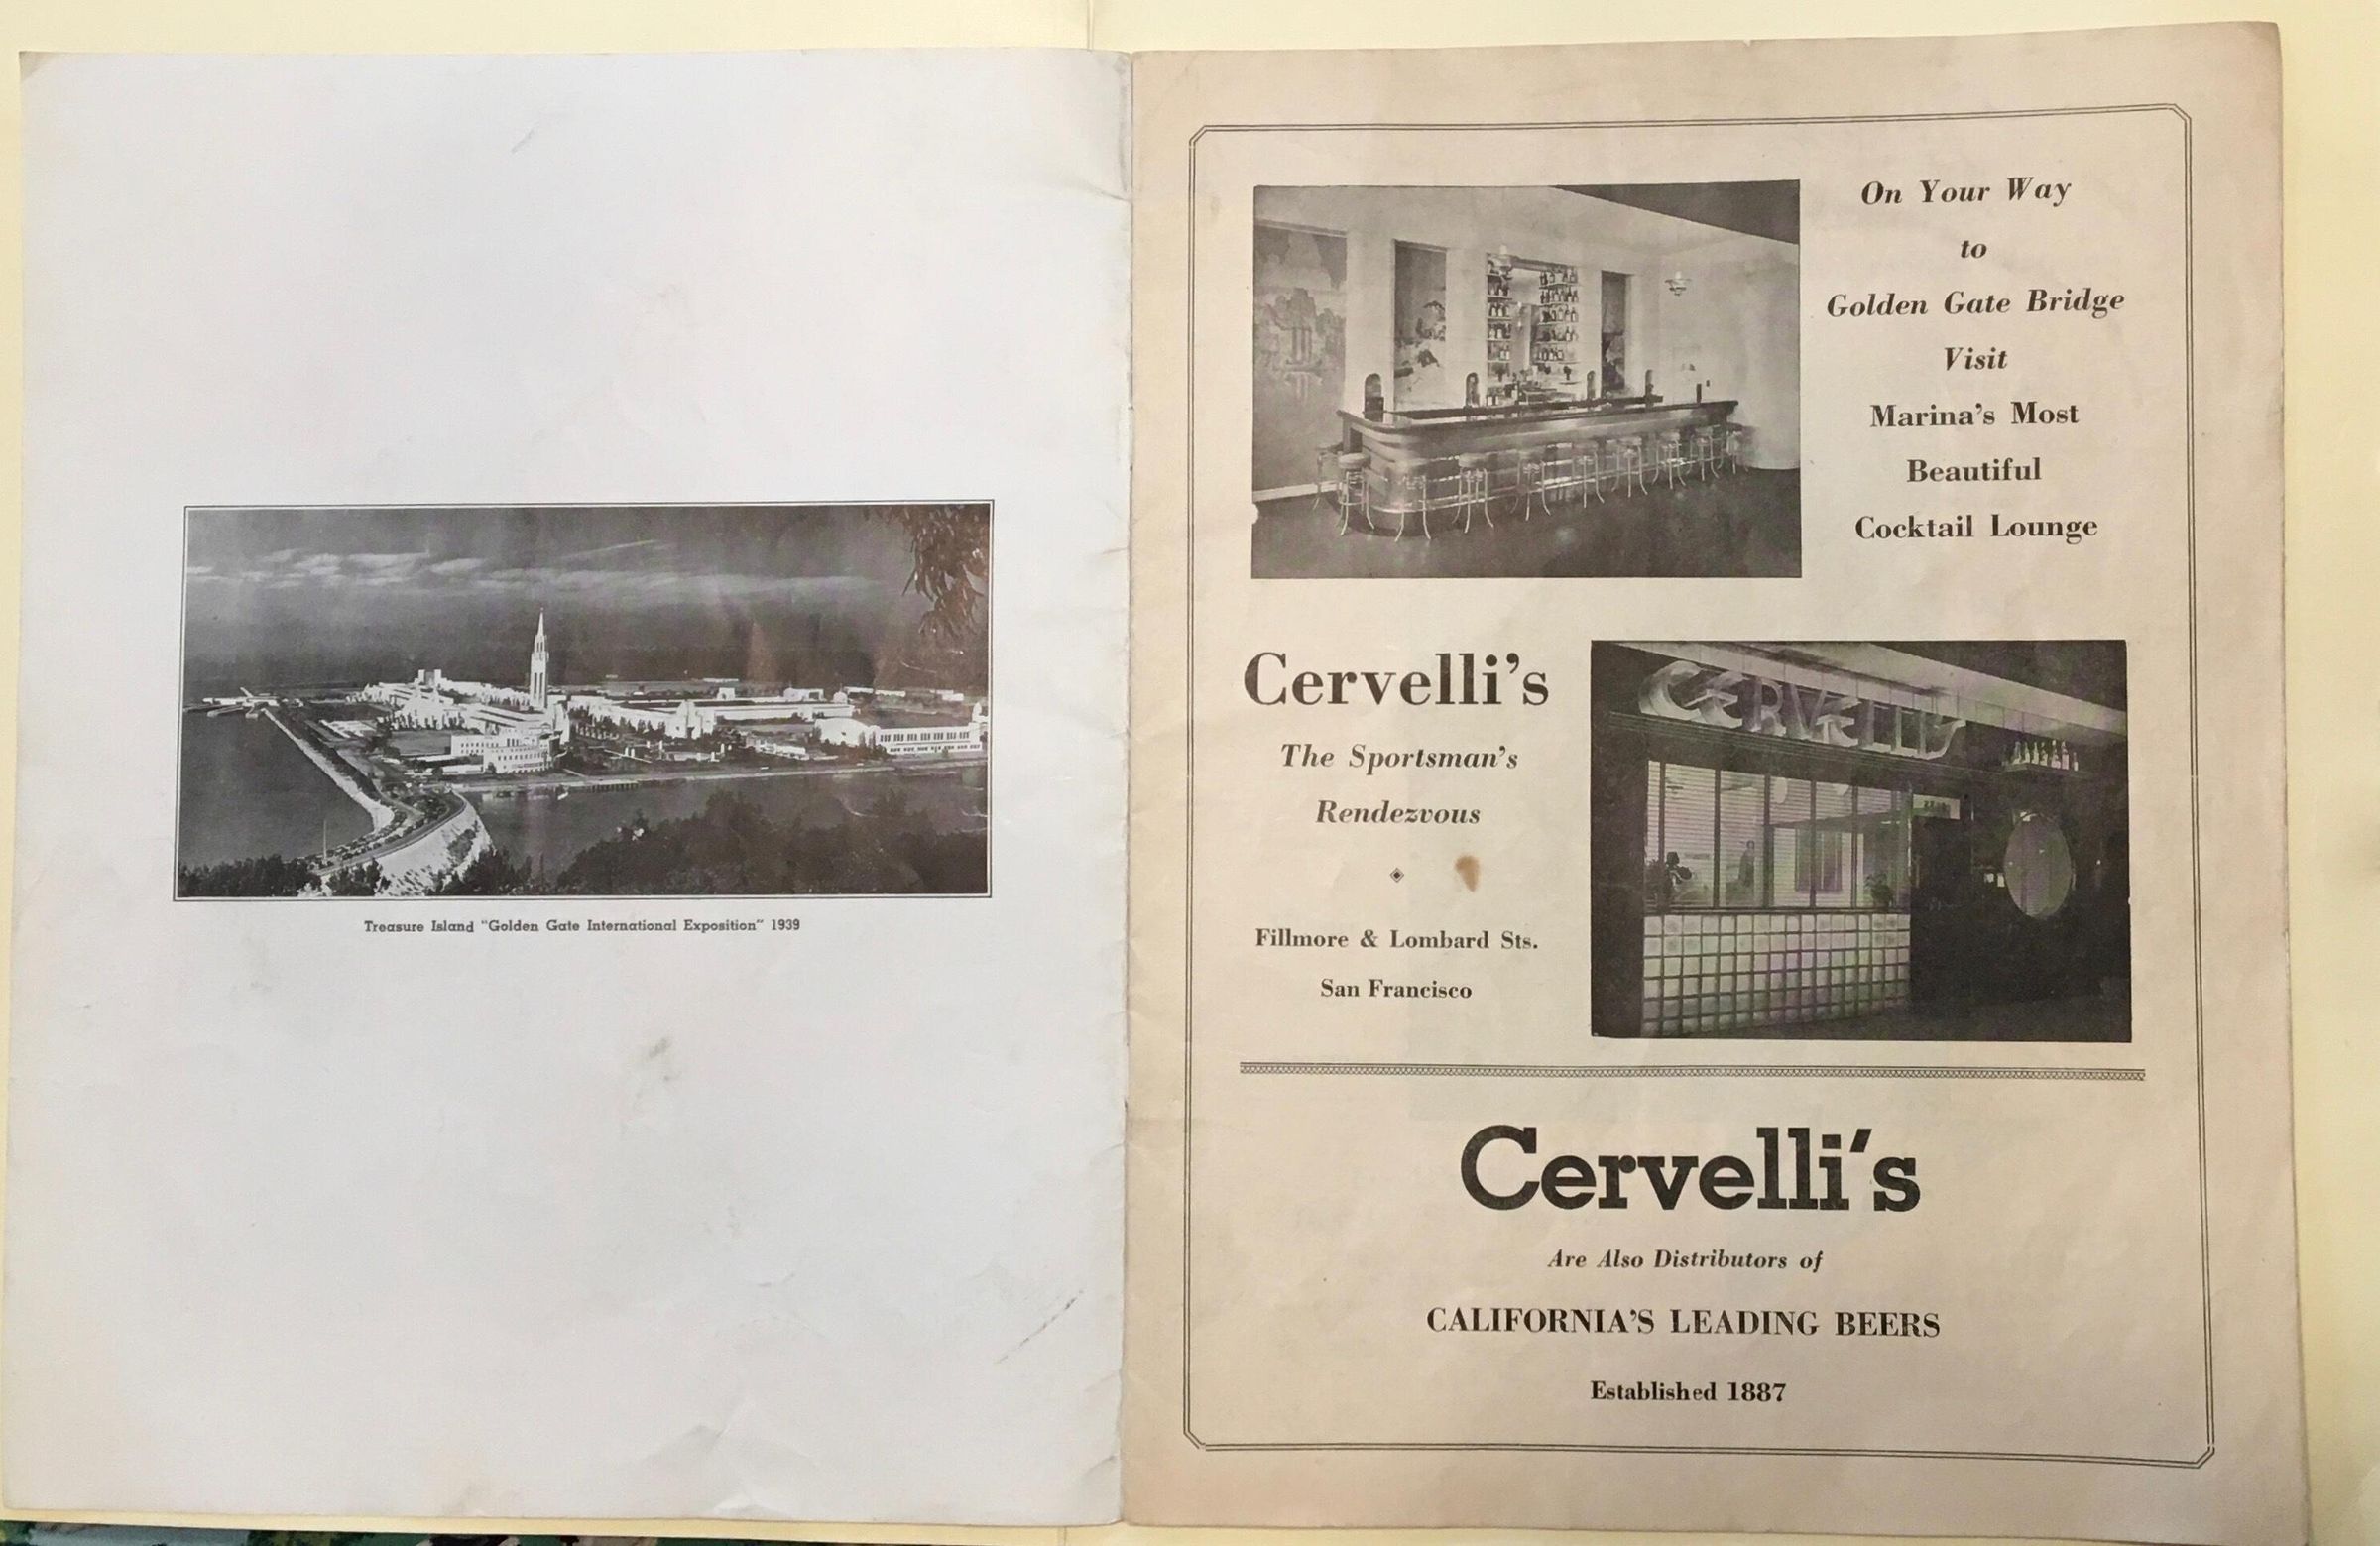 Treasure Island "Golden Gate International Exposition" 1939
On Your Way
to
Golden Gate Bridge
Visit
Marina's Most
Beautiful
Cocktail Lounge
Cervelli's
The Sportsman's
Rendezvous
Fillmore & Lombard Sts.
San Francisco
CERVELLI'S
Cervelli's
Are Also Distributors of
CALIFORNIA'S LEADING BEERS
Established 1887